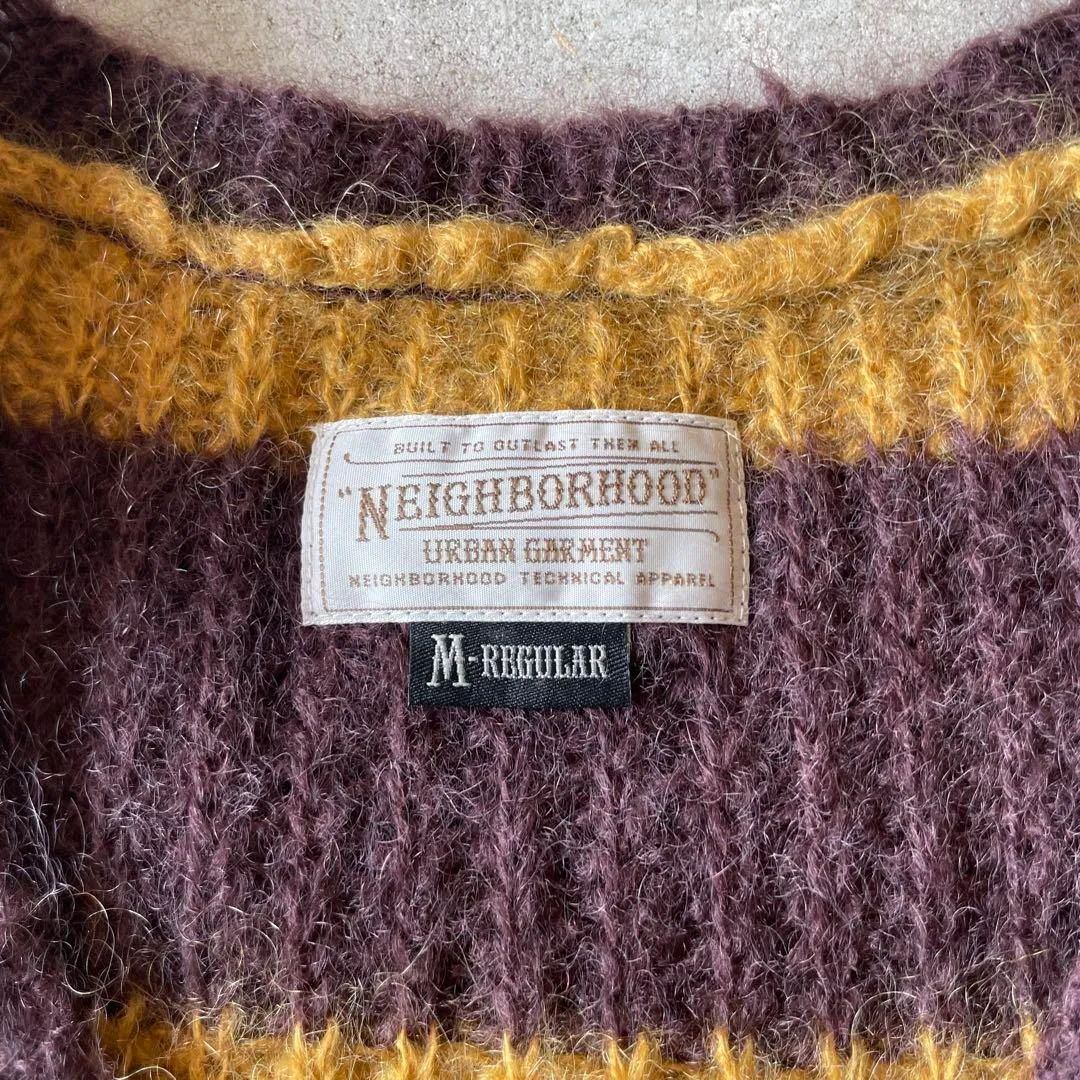 BUILT TO OUTLAST THEM ALL
"NEIGHBORHOOD"
URBAN GARMENT
NEIGHBORHOOD TECHNICAL APPAREL
M-REGULAR